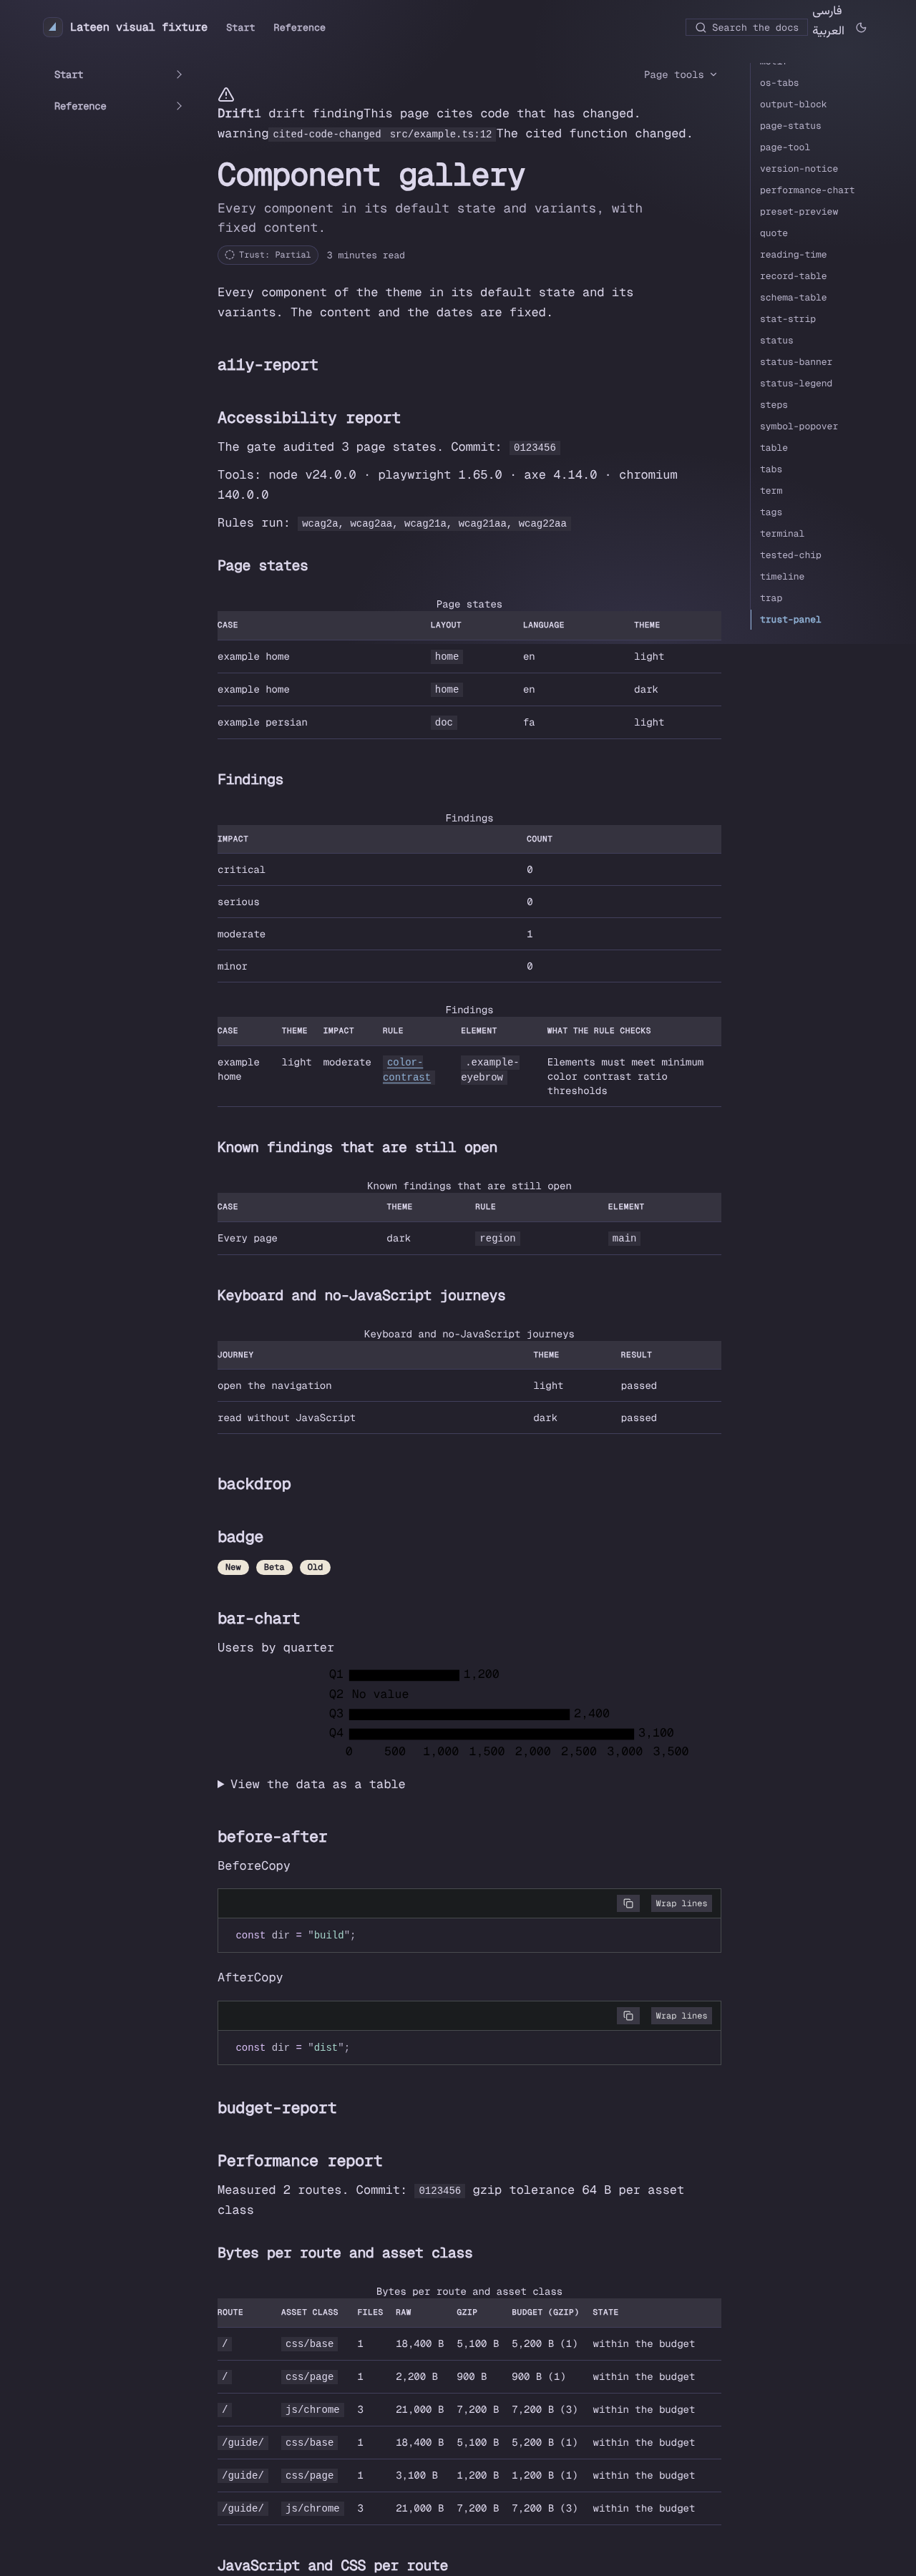 Lateen visual fixture
Start
Reference
Search the docs
فارسی
العربية
Start
Reference
Page tools
Drift1 drift findingThis page cites code that has changed.
warning cited-code-changed src/example.ts:12 The cited function changed.
Component gallery
Every component in its default state and variants, with
fixed content.
Trust: Partial
3 minutes read
Every component of the theme in its default state and its
variants. The content and the dates are fixed.
a11y-report
Accessibility report
The gate audited 3 page states. Commit: 0123456
Tools: node v24.0.0 · playwright 1.65.0 · axe 4.14.0 · chromium
140.0.0
Rules run: wcag2a, wcag2aa, wcag21a, wcag21aa, wcag22aa
Page states
Page states
CASE LAYOUT LANGUAGE THEME
example home home en light
example home home en dark
example persian doc fa light
Findings
Findings
IMPACT COUNT
critical 0
serious 0
moderate 1
minor 0
Findings
CASE THEME IMPACT RULE ELEMENT WHAT THE RULE CHECKS
example home light moderate color-contrast .example-eyebrow Elements must meet minimum color contrast ratio thresholds
Known findings that are still open
Known findings that are still open
CASE THEME RULE ELEMENT
Every page dark region main
Keyboard and no-JavaScript journeys
Keyboard and no-JavaScript journeys
JOURNEY THEME RESULT
open the navigation light passed
read without JavaScript dark passed
backdrop
badge
New Beta Old
bar-chart
Users by quarter
Q1 1,200
Q2 No value
Q3 2,400
Q4 3,100
0 500 1,000 1,500 2,000 2,500 3,000 3,500
View the data as a table
before-after
BeforeCopy
Wrap lines
const dir = "build";
AfterCopy
Wrap lines
const dir = "dist";
budget-report
Performance report
Measured 2 routes. Commit: 0123456 gzip tolerance 64 B per asset
class
Bytes per route and asset class
Bytes per route and asset class
ROUTE ASSET CLASS FILES RAW GZIP BUDGET (GZIP) STATE
/ css/base 1 18,400 B 5,100 B 5,200 B (1) within the budget
/ css/page 1 2,200 B 900 B 900 B (1) within the budget
/ js/chrome 3 21,000 B 7,200 B 7,200 B (3) within the budget
/guide/ css/base 1 18,400 B 5,100 B 5,200 B (1) within the budget
/guide/ css/page 1 3,100 B 1,200 B 1,200 B (1) within the budget
/guide/ js/chrome 3 21,000 B 7,200 B 7,200 B (3) within the budget
JavaScript and CSS per route
os-tabs
output-block
page-status
page-tool
version-notice
performance-chart
preset-preview
quote
reading-time
record-table
schema-table
stat-strip
status
status-banner
status-legend
steps
symbol-popover
table
tabs
term
tags
terminal
tested-chip
timeline
trap
trust-panel